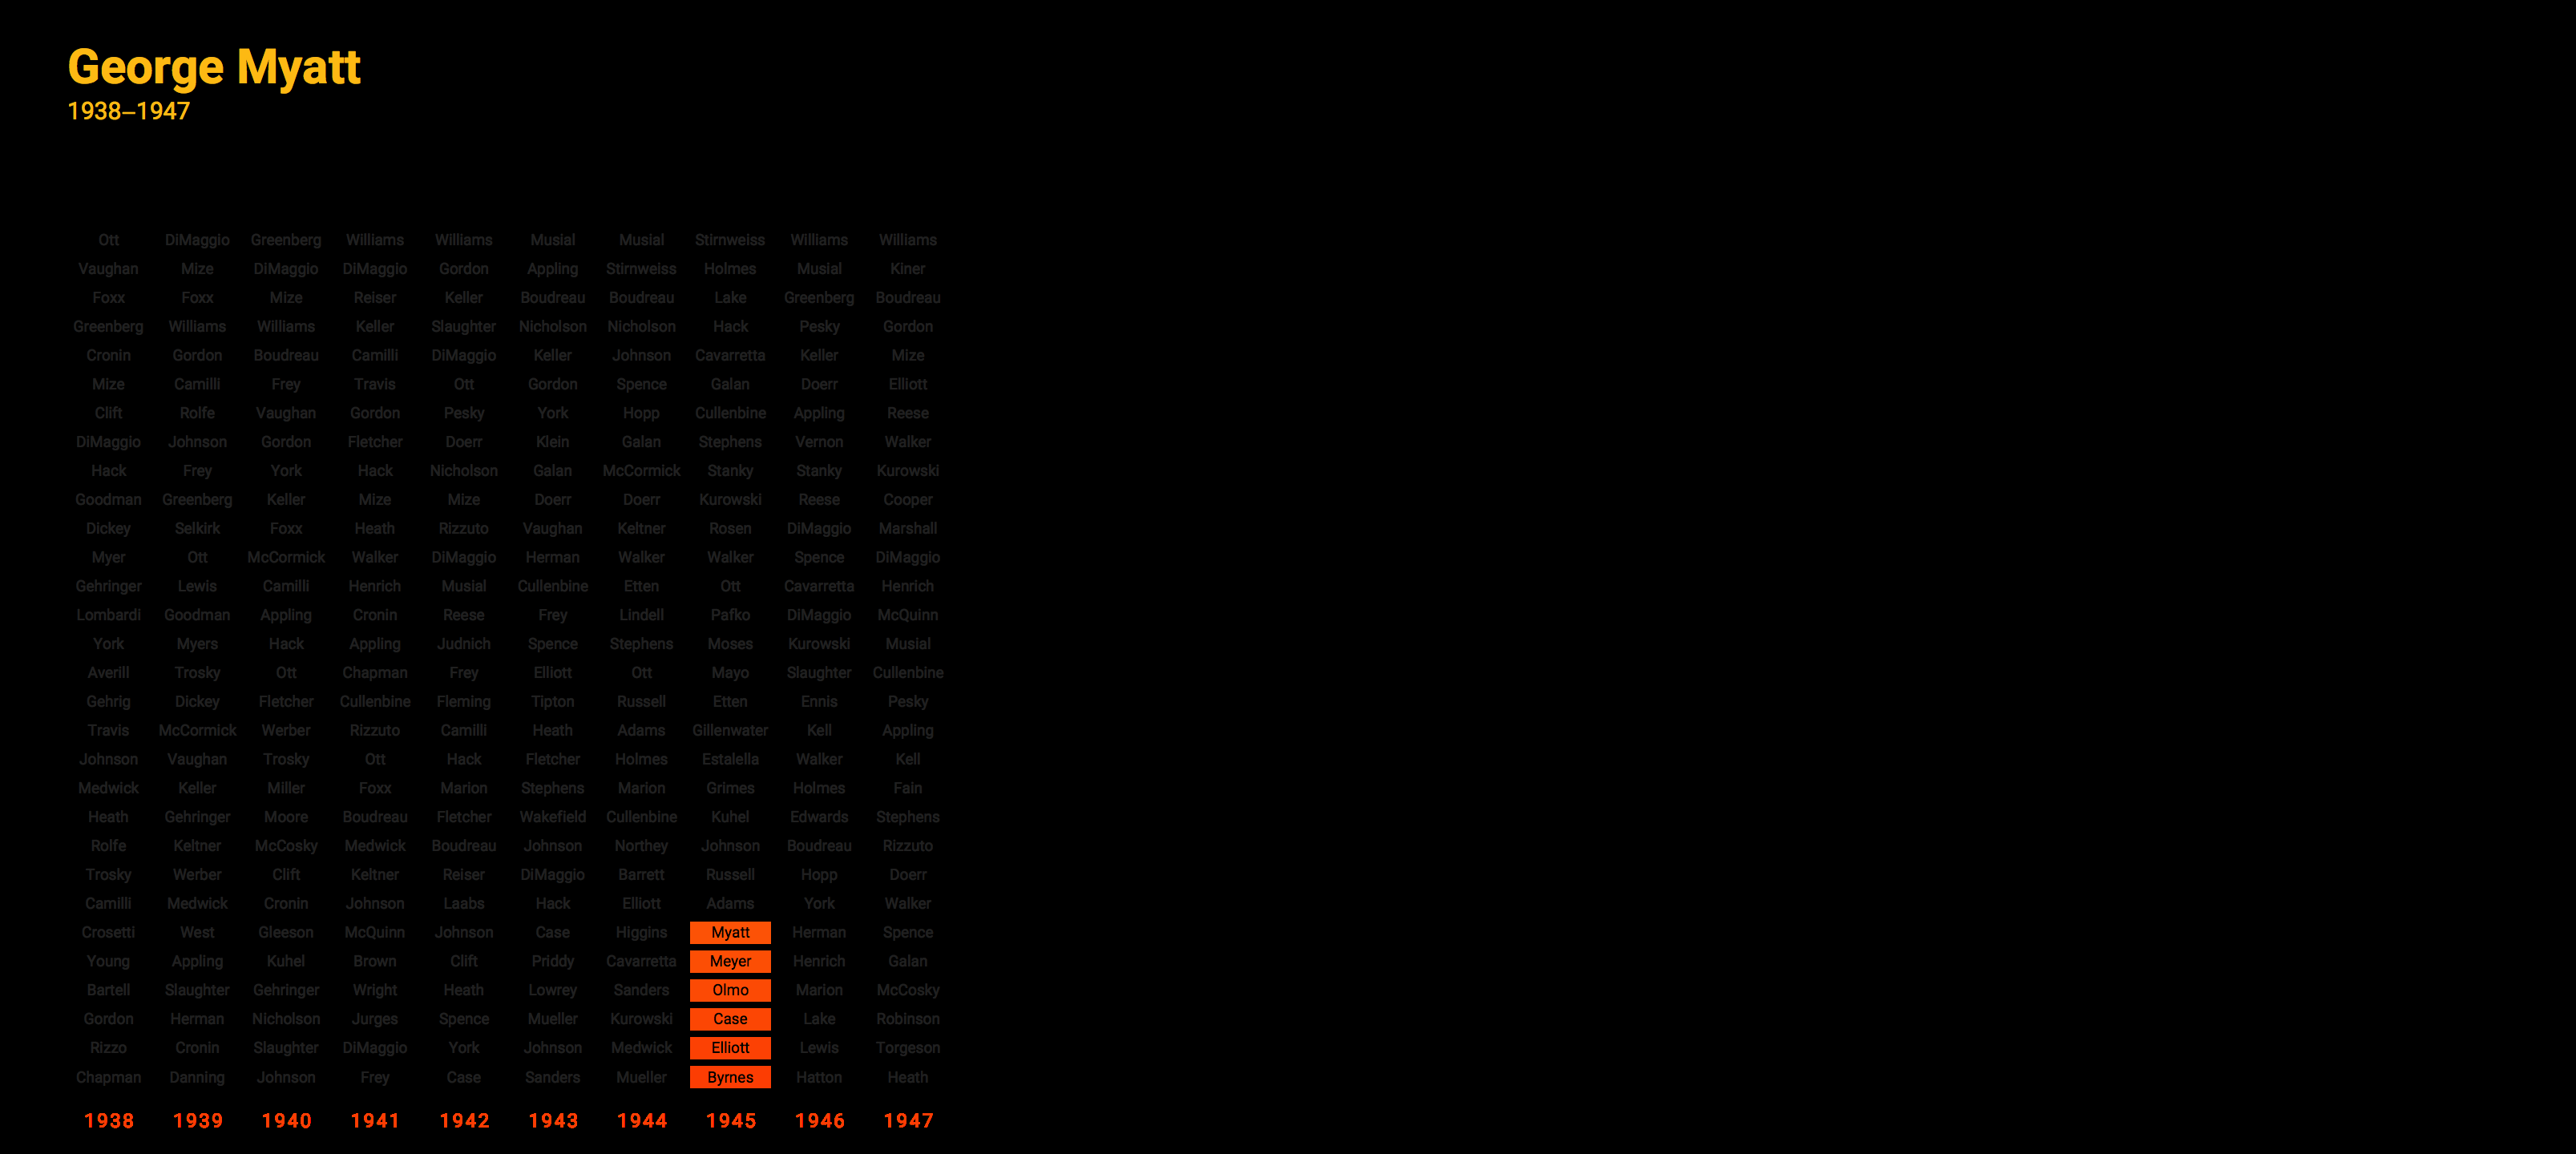 George Myatt
1938–1947
Ott DiMaggio Greenberg Williams Williams Musial Musial Stirnweiss Williams Williams
Vaughan Mize DiMaggio DiMaggio Gordon Appling Stirnweiss Holmes Musial Kiner
Foxx Foxx Mize Reiser Keller Boudreau Boudreau Lake Greenberg Boudreau
Greenberg Williams Williams Keller Slaughter Nicholson Nicholson Hack Pesky Gordon
Cronin Gordon Boudreau Camilli DiMaggio Keller Johnson Cavarretta Keller Mize
Mize Camilli Frey Travis Ott Gordon Spence Galan Doerr Elliott
Clift Rolfe Vaughan Gordon Pesky York Hopp Cullenbine Appling Reese
DiMaggio Johnson Gordon Fletcher Doerr Klein Galan Stephens Vernon Walker
Hack Frey York Hack Nicholson Galan McCormick Stanky Stanky Kurowski
Goodman Greenberg Keller Mize Mize Doerr Doerr Kurowski Reese Cooper
Dickey Selkirk Foxx Heath Rizzuto Vaughan Keltner Rosen DiMaggio Marshall
Myer Ott McCormick Walker DiMaggio Herman Walker Walker Spence DiMaggio
Gehringer Lewis Camilli Henrich Musial Cullenbine Etten Ott Cavarretta Henrich
Lombardi Goodman Appling Cronin Reese Frey Lindell Pafko DiMaggio McQuinn
York Myers Hack Appling Judnich Spence Stephens Moses Kurowski Musial
Averill Trosky Ott Chapman Frey Elliott Ott Mayo Slaughter Cullenbine
Gehrig Dickey Fletcher Cullenbine Fleming Tipton Russell Etten Ennis Pesky
Travis McCormick Werber Rizzuto Camilli Heath Adams Gillenwater Kell Appling
Johnson Vaughan Trosky Ott Hack Fletcher Holmes Estalella Walker Kell
Medwick Keller Miller Foxx Marion Stephens Marion Grimes Holmes Fain
Heath Gehringer Moore Boudreau Fletcher Wakefield Cullenbine Kuhel Edwards Stephens
Rolfe Keltner McCosky Medwick Boudreau Johnson Northey Johnson Boudreau Rizzuto
Trosky Werber Clift Keltner Reiser DiMaggio Barrett Russell Hopp Doerr
Camilli Medwick Cronin Johnson Laabs Hack Elliott Adams York Walker
Crosetti West Gleeson McQuinn Johnson Case Higgins Myatt Herman Spence
Young Appling Kuhel Brown Clift Priddy Cavarretta Meyer Henrich Galan
Bartell Slaughter Gehringer Wright Heath Lowrey Sanders Olmo Marion McCosky
Gordon Herman Nicholson Jurges Spence Mueller Kurowski Case Lake Robinson
Rizzo Cronin Slaughter DiMaggio York Johnson Medwick Elliott Lewis Torgeson
Chapman Danning Johnson Frey Case Sanders Mueller Byrnes Hatton Heath
1938 1939 1940 1941 1942 1943 1944 1945 1946 1947